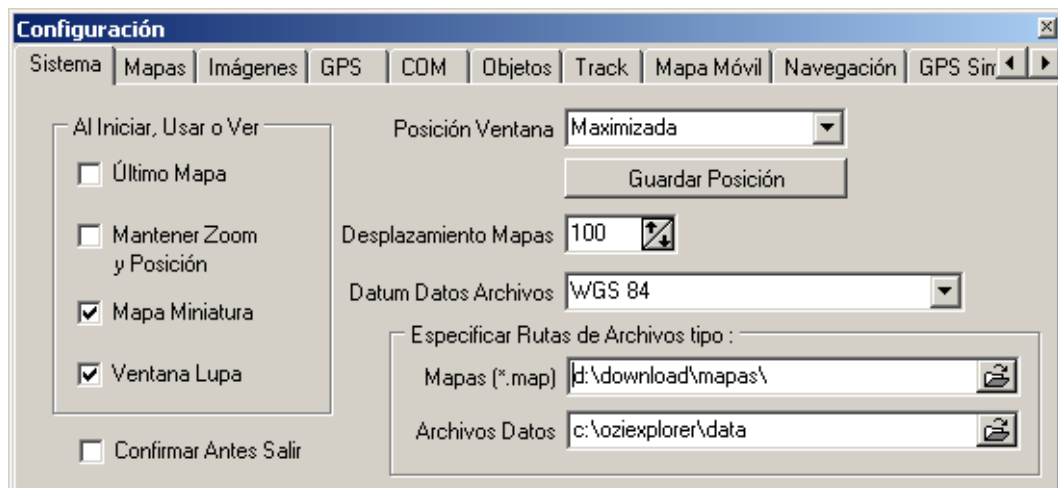 Configuración
Sistema Mapas Imágenes GPS COM Objetos Track Mapa Móvil Navegación GPS Sim
Al Iniciar, Usar o Ver
Último Mapa
Mantener Zoom
y Posición
Mapa Miniatura
Ventana Lupa
Confirmar Antes Salir
Posición Ventana Maximizada
Guardar Posición
Desplazamiento Mapas 100
Datum Datos Archivos WGS 84
Especificar Rutas de Archivos tipo :
Mapas (*.map) d:\download\mapas\
Archivos Datos c:\oziexplorer\data